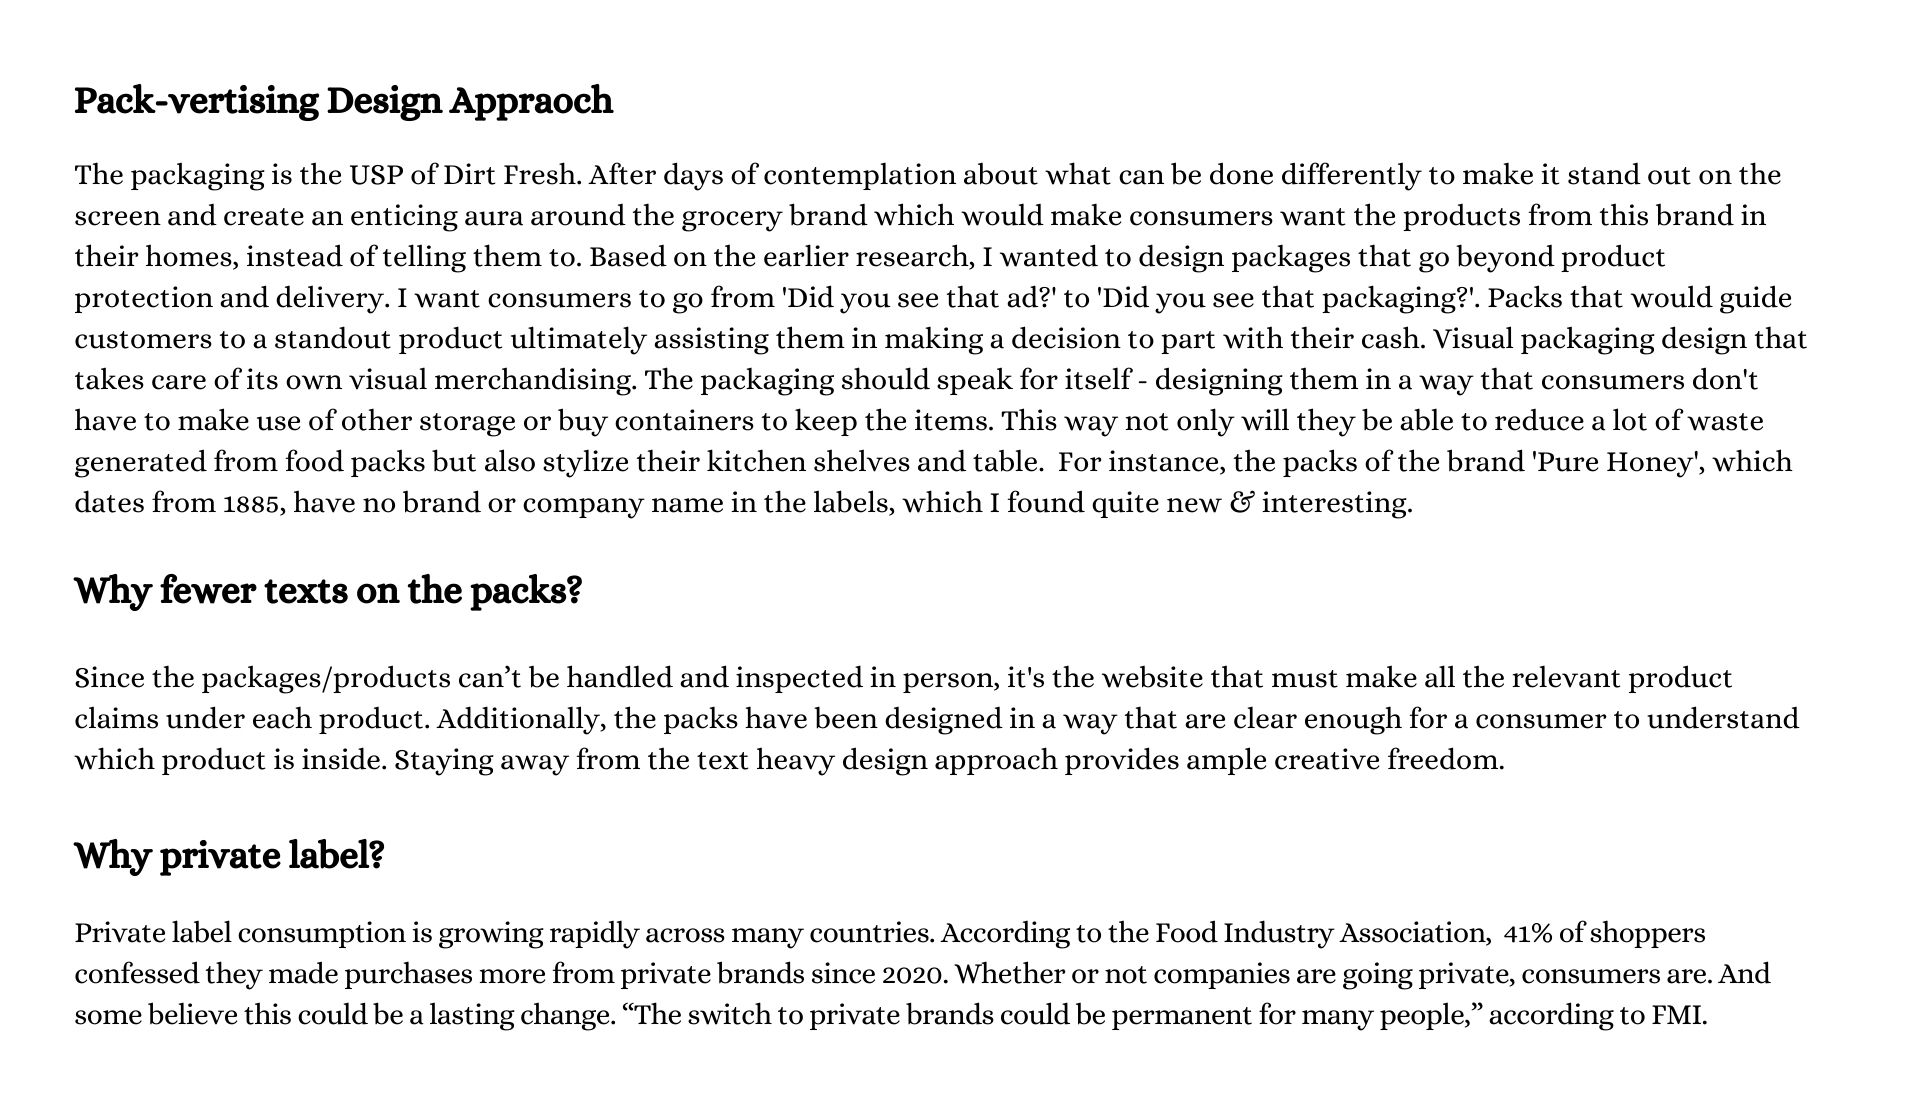 Pack-vertising Design Appraoch
The packaging is the USP of Dirt Fresh. After days of contemplation about what can be done differently to make it stand out on the
screen and create an enticing aura around the grocery brand which would make consumers want the products from this brand in
their homes, instead of telling them to. Based on the earlier research, I wanted to design packages that go beyond product
protection and delivery. I want consumers to go from 'Did you see that ad?' to 'Did you see that packaging?'. Packs that would guide
customers to a standout product ultimately assisting them in making a decision to part with their cash. Visual packaging design that
takes care of its own visual merchandising. The packaging should speak for itself - designing them in a way that consumers don't
have to make use of other storage or buy containers to keep the items. This way not only will they be able to reduce a lot of waste
generated from food packs but also stylize their kitchen shelves and table.  For instance, the packs of the brand 'Pure Honey', which
dates from 1885, have no brand or company name in the labels, which I found quite new & interesting.
Why fewer texts on the packs?
Since the packages/products can’t be handled and inspected in person, it's the website that must make all the relevant product
claims under each product. Additionally, the packs have been designed in a way that are clear enough for a consumer to understand
which product is inside. Staying away from the text heavy design approach provides ample creative freedom.
Why private label?
Private label consumption is growing rapidly across many countries. According to the Food Industry Association,  41% of shoppers
confessed they made purchases more from private brands since 2020. Whether or not companies are going private, consumers are. And
some believe this could be a lasting change. “The switch to private brands could be permanent for many people,” according to FMI.